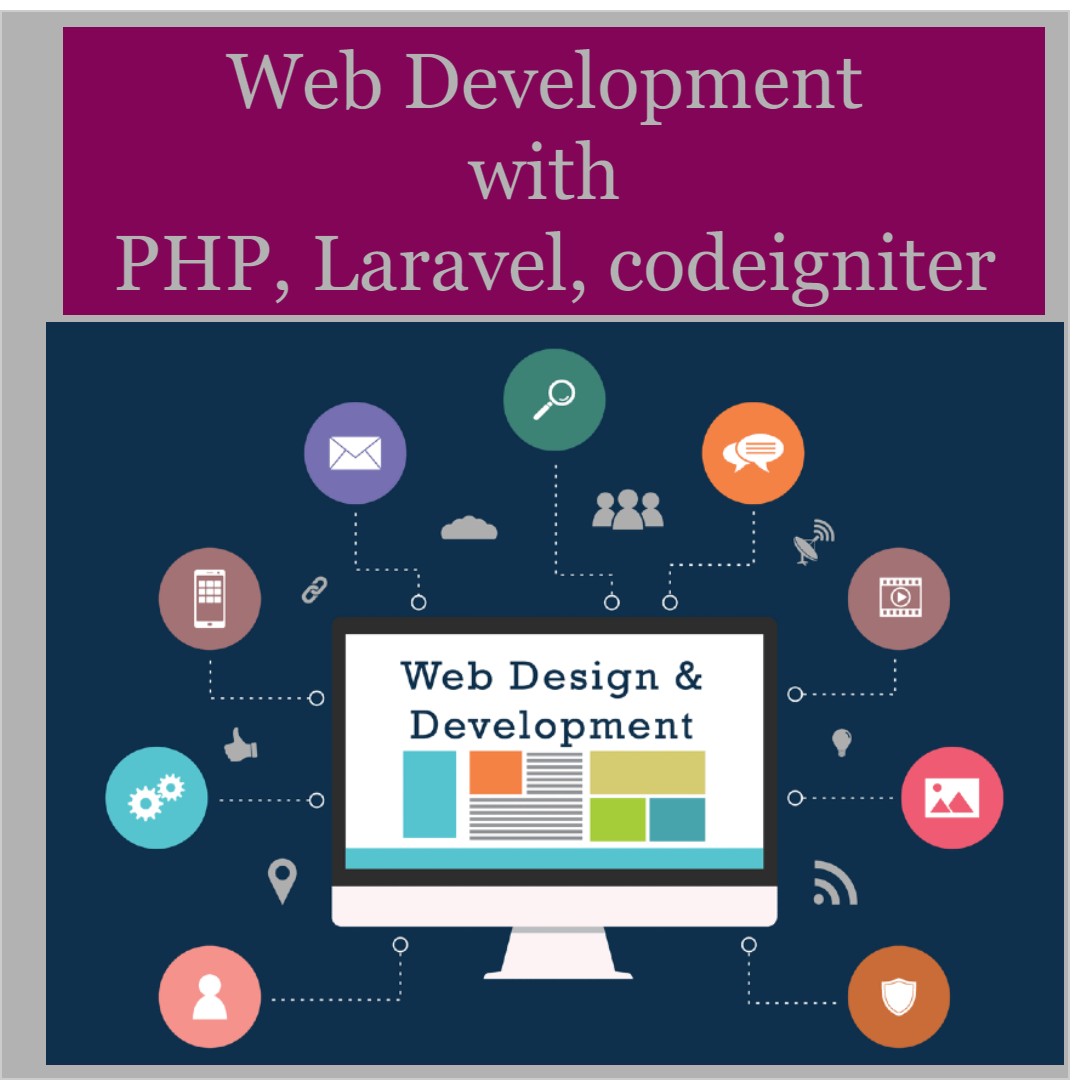 Web Development
with
PHP, Laravel, codeigniter
Web Design &
Development